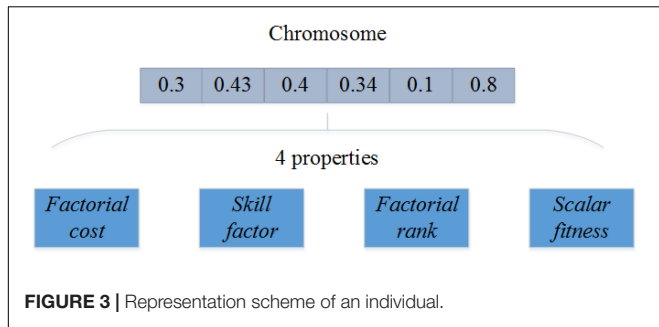 Chromosome
0.3 0.43 0.4 0.34 0.1 0.8
4 properties
Factorial cost Skill factor Factorial rank Scalar fitness
FIGURE 3 | Representation scheme of an individual.